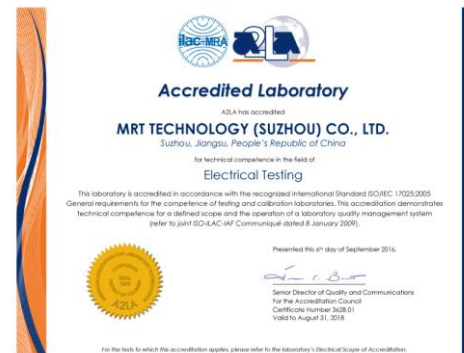 ilac-MRA
A2LA
Accredited Laboratory
A2LA has accredited
MRT TECHNOLOGY (SUZHOU) CO., LTD.
Suzhou, Jiangsu, People's Republic of China
for technical competence in the field of
Electrical Testing
This laboratory is accredited in accordance with the recognized International Standard ISO/IEC 17025:2005
General requirements for the competence of testing and calibration laboratories. This accreditation demonstrates
technical competence for a defined scope and the operation of a laboratory quality management system
(refer to joint ISO-ILAC-IAF Communiqué dated 8 January 2009).
Presented this 6th day of September 2016.
Senior Director of Quality and Communications
For the Accreditation Council
Certificate Number 3628.01
Valid to August 31, 2018
A2LA
For the tests to which this accreditation applies, please refer to the laboratory's Electrical Scope of Accreditation.